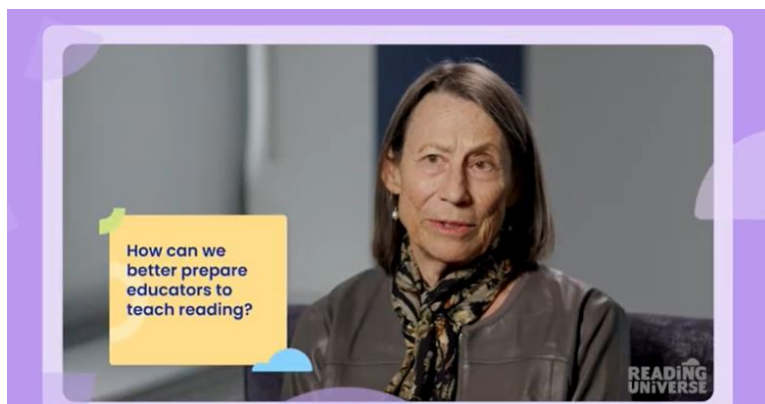 How can we
better prepare
educators to
teach reading?
READiNG
UNiVERSE